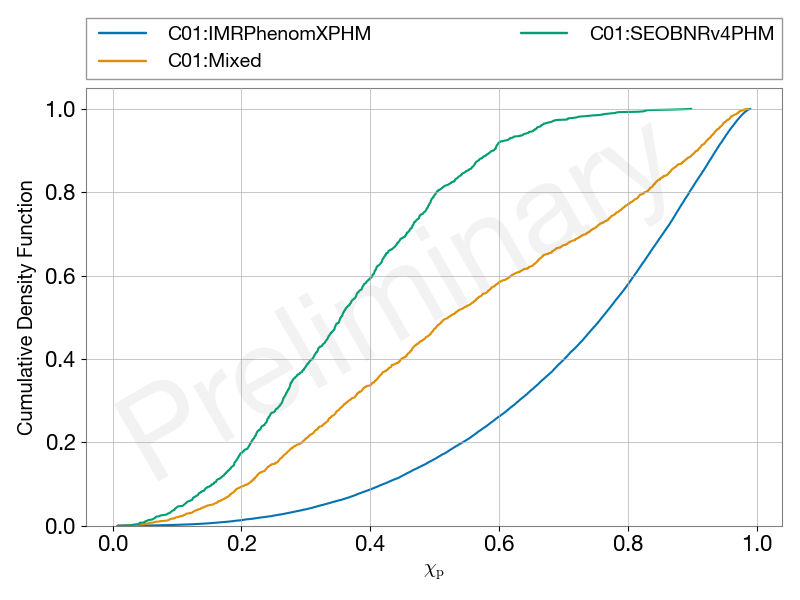 C01:IMRPhenomXPHM
C01:Mixed
C01:SEOBNRv4PHM
Cumulative Density Function
1.0
0.8
0.6
0.4
0.2
0.0
Preliminary
0.0 0.2 0.4 0.6 0.8 1.0
χp